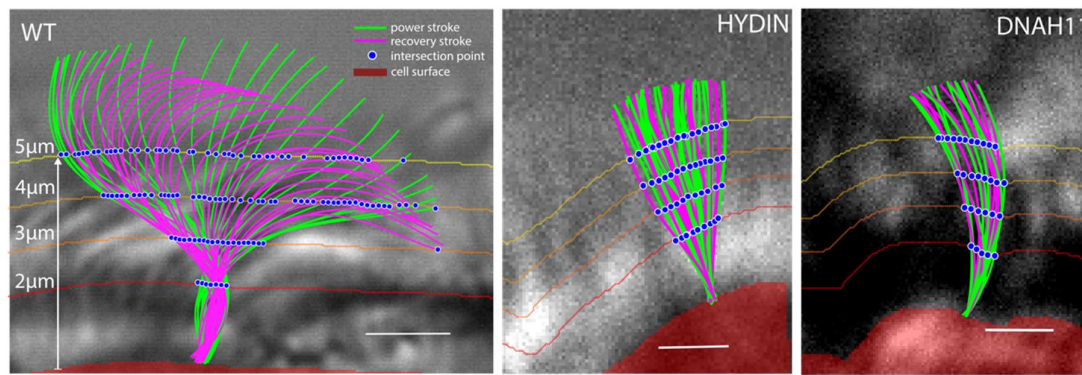 WT
power stroke
recovery stroke
intersection point
cell surface
5μm
4μm
3μm
2μm
HYDIN
DNAH11